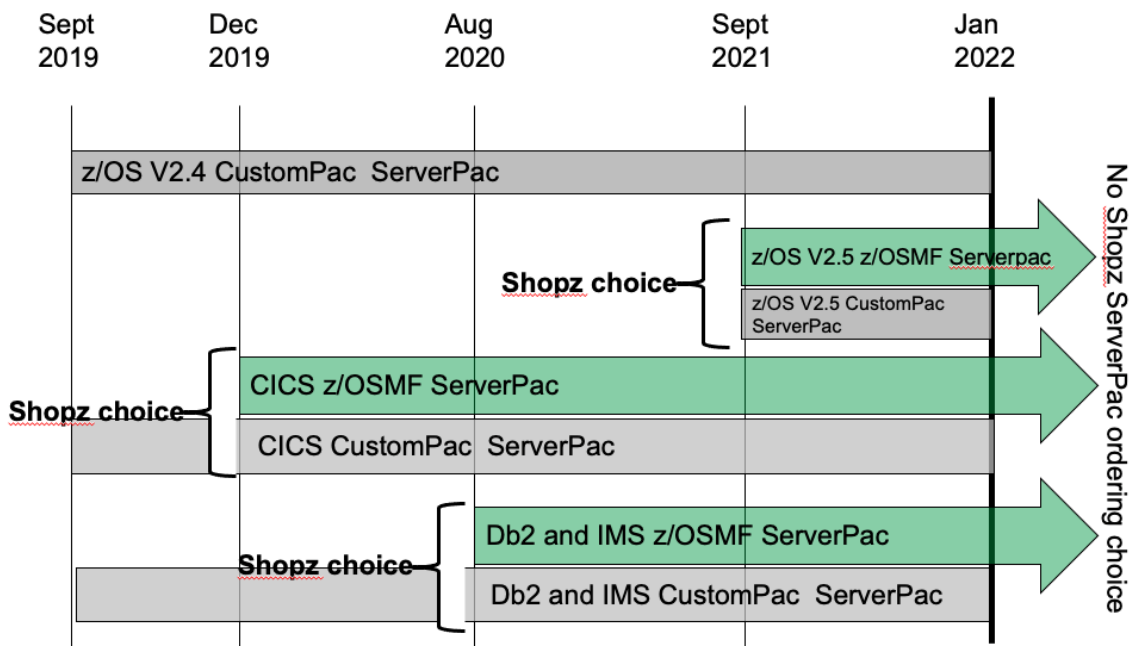 Sept
2019
Dec
2019
Aug
2020
Sept
2021
Jan
2022
z/OS V2.4 CustomPac  ServerPac
Shopz choice
z/OS V2.5 z/OSMF Serverpac
z/OS V2.5 CustomPac
ServerPac
Shopz choice
CICS z/OSMF ServerPac
CICS CustomPac  ServerPac
Shopz choice
Db2 and IMS z/OSMF ServerPac
Db2 and IMS CustomPac  ServerPac
No Shopz ServerPac ordering choice